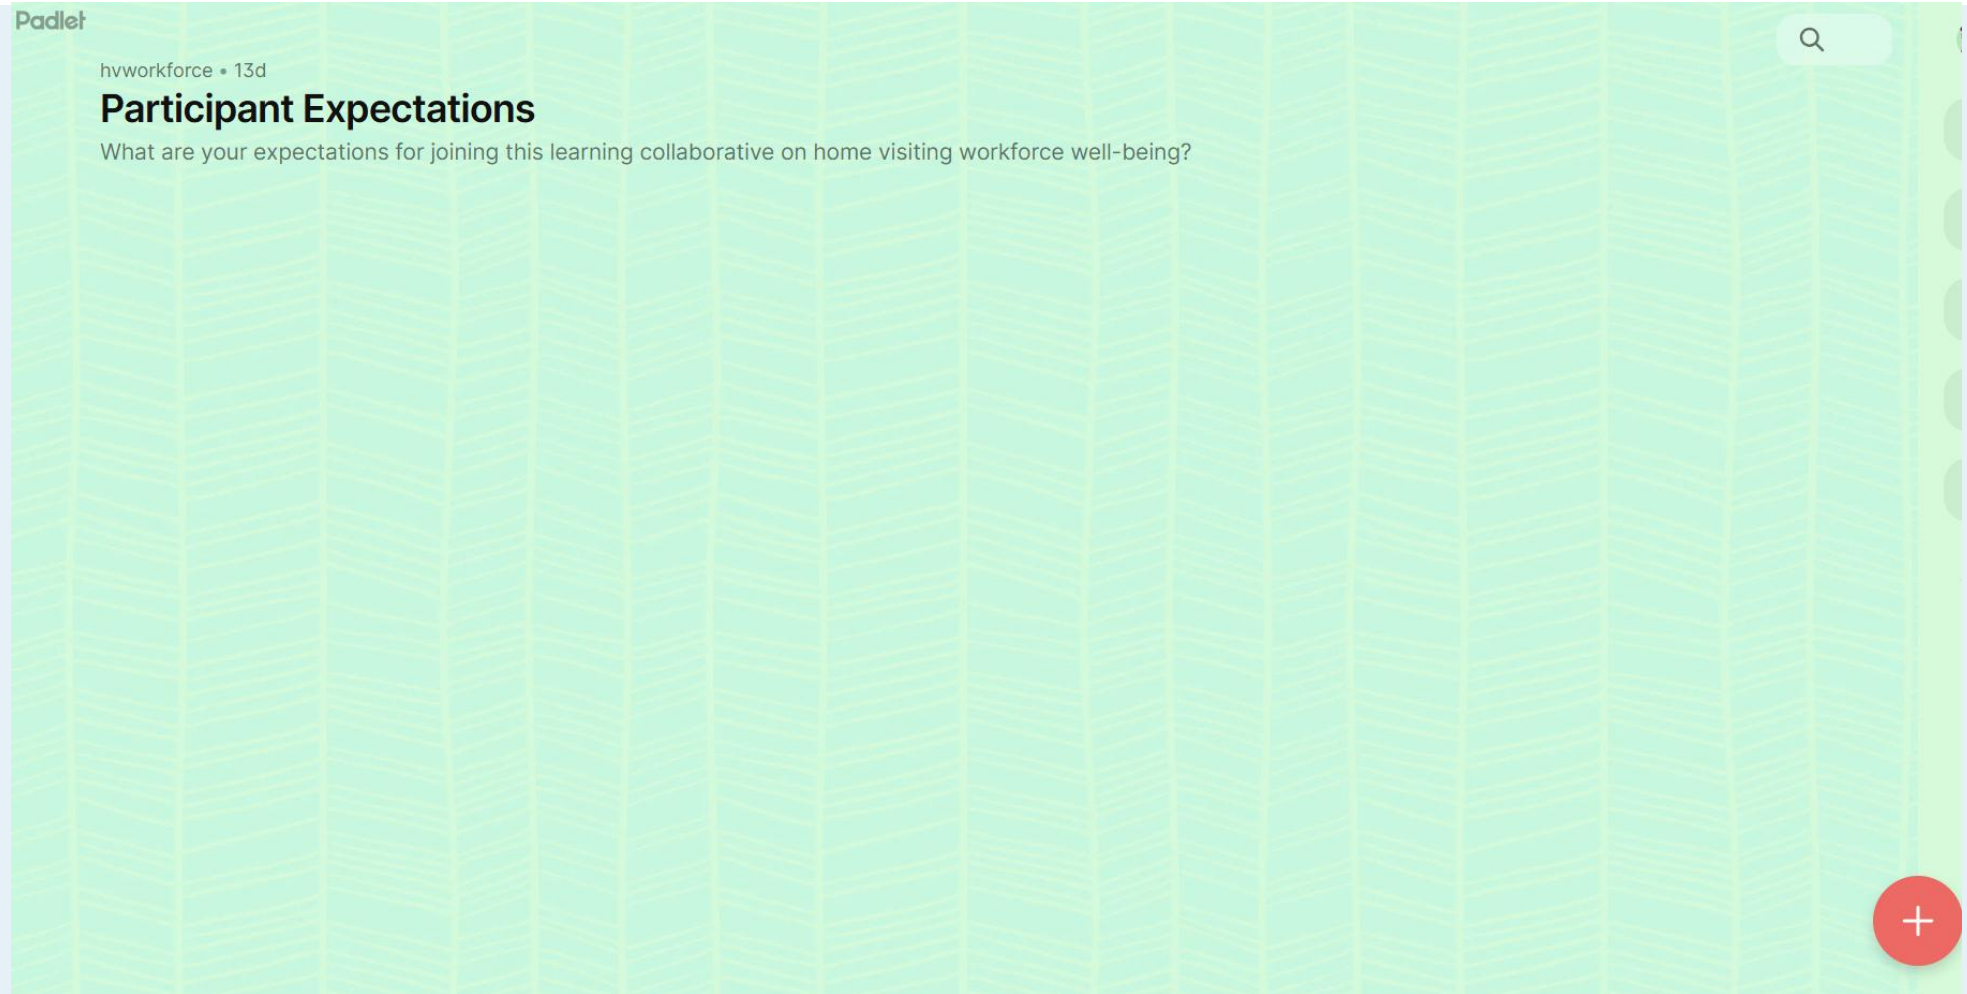 Padlet
hvworkforce • 13d
Participant Expectations
What are your expectations for joining this learning collaborative on home visiting workforce well-being?